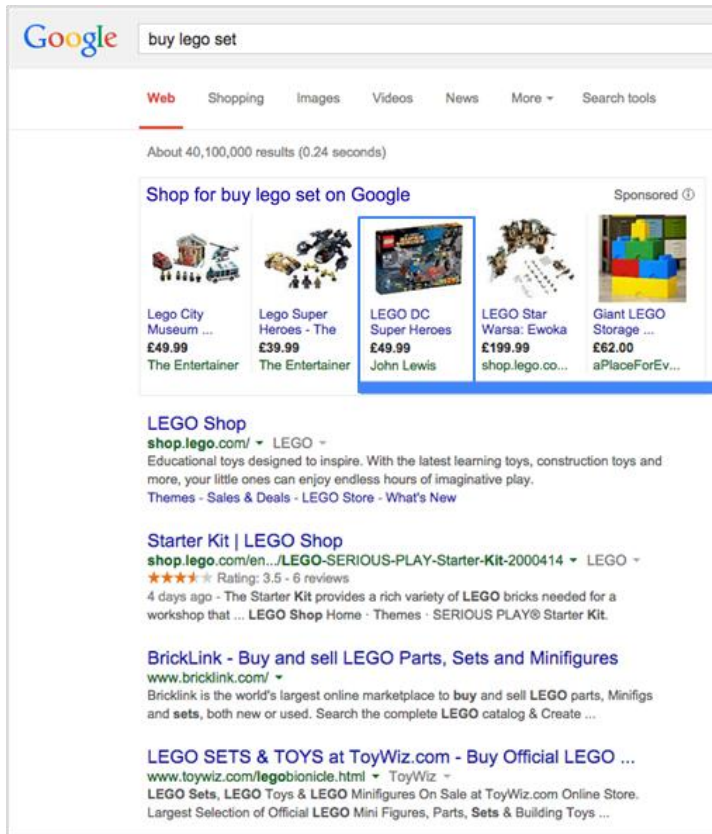 Google
buy lego set
Web Shopping Images Videos News More Search tools
About 40,100,000 results (0.24 seconds)
Shop for buy lego set on Google Sponsored
Lego City Museum ...
£49.99
The Entertainer
Lego Super Heroes - The
£39.99
The Entertainer
LEGO DC Super Heroes
£49.99
John Lewis
LEGO Star Warsa: Ewoka
£199.99
shop.lego.co...
Giant LEGO Storage ...
£62.00
aPlaceForEv...
LEGO Shop
shop.lego.com/ LEGO
Educational toys designed to inspire. With the latest learning toys, construction toys and
more, your little ones can enjoy endless hours of imaginative play.
Themes - Sales & Deals - LEGO Store - What's New
Starter Kit | LEGO Shop
shop.lego.com/en.../LEGO-SERIOUS-PLAY-Starter-Kit-2000414 LEGO
Rating: 3.5 - 6 reviews
4 days ago - The Starter Kit provides a rich variety of LEGO bricks needed for a
workshop that ... LEGO Shop Home · Themes · SERIOUS PLAY® Starter Kit.
BrickLink - Buy and sell LEGO Parts, Sets and Minifigures
www.bricklink.com/
Bricklink is the world's largest online marketplace to buy and sell LEGO parts, Minifigs
and sets, both new or used. Search the complete LEGO catalog & Create ...
LEGO SETS & TOYS at ToyWiz.com - Buy Official LEGO ...
www.toywiz.com/legobionicle.html ToyWiz
LEGO Sets, LEGO Toys & LEGO Minifigures On Sale at ToyWiz.com Online Store.
Largest Selection of Official LEGO Mini Figures, Parts, Sets & Building Toys ...